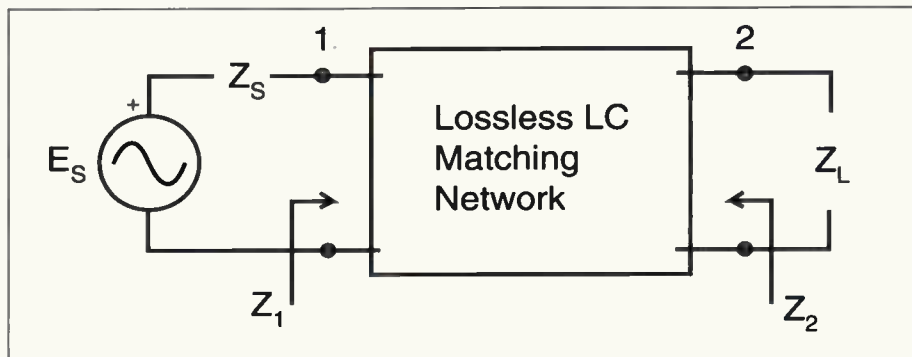 1
2
Z_S
+
E_S
Lossless LC
Matching
Network
Z_L
Z_1
Z_2